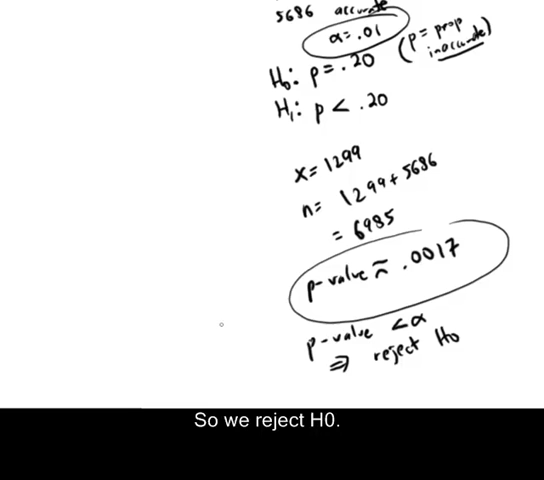 5686 accurate
α = .01
H₀: p = .20 (p = prop
inaccurate)
H₁: p < .20
x = 1299
n = 1299 + 5686
= 6985
p-value ≈ .0017
p-value < α
⇒ reject H₀
So we reject H0.